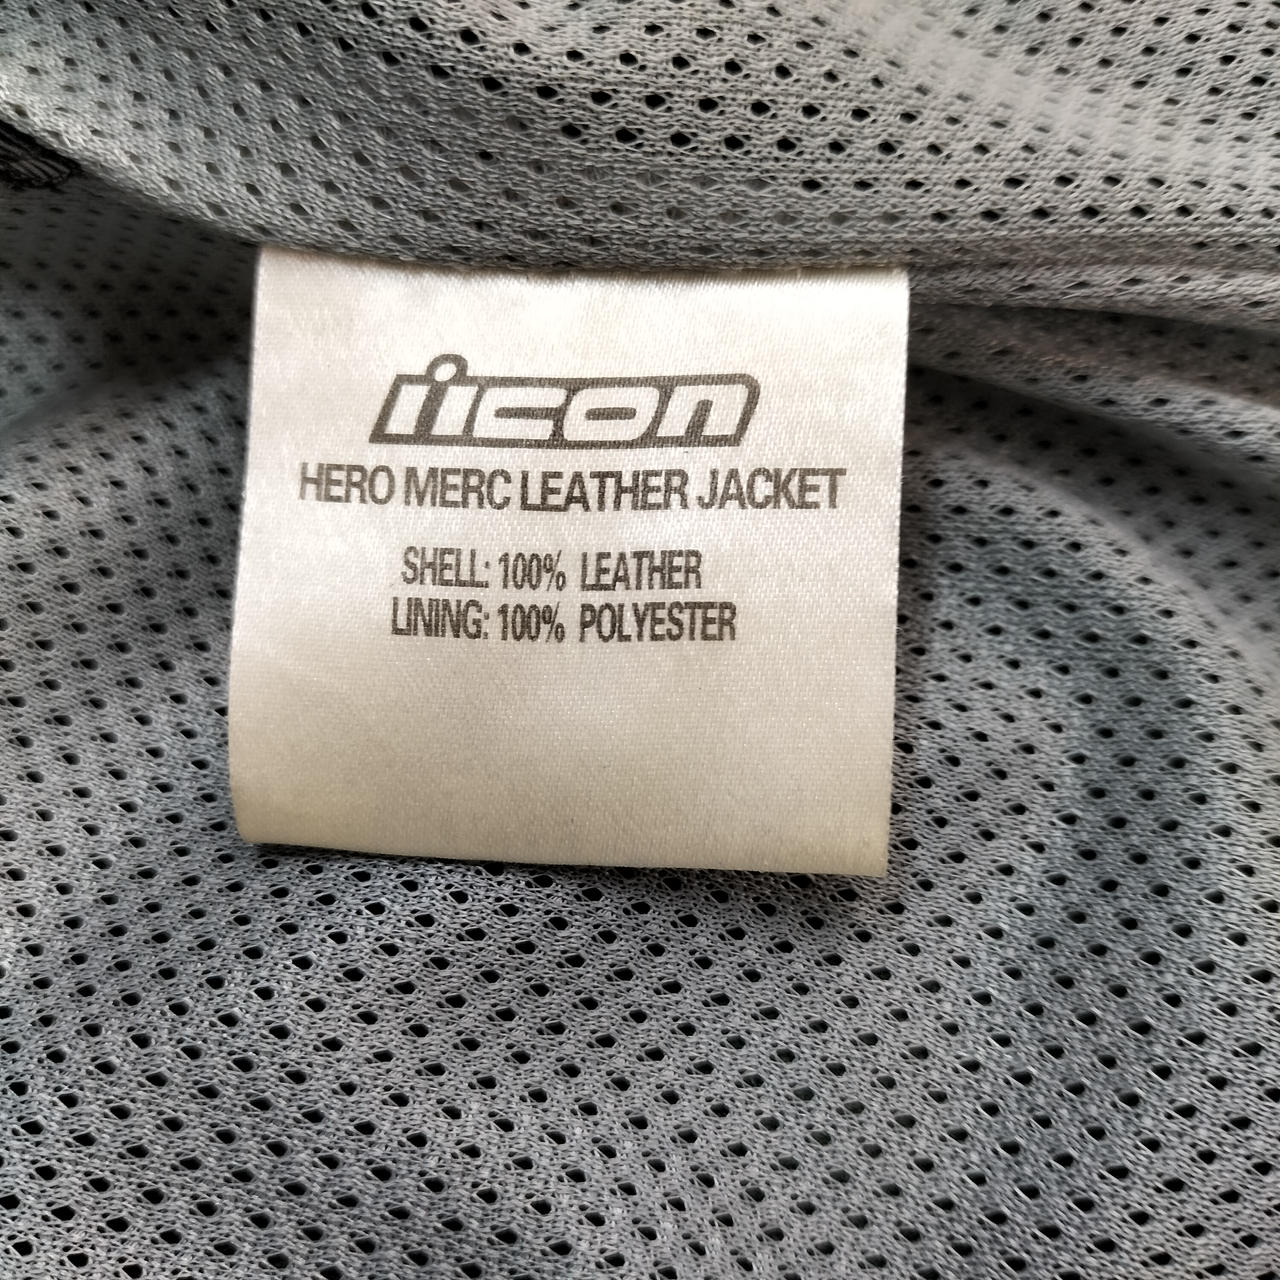 icon
HERO MERC LEATHER JACKET
SHELL: 100% LEATHER
LINING: 100% POLYESTER